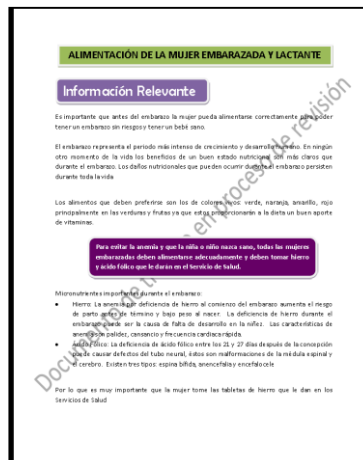 ALIMENTACIÓN DE LA MUJER EMBARAZADA Y LACTANTE
Información Relevante
Es importante que antes del embarazo la mujer pueda alimentarse correctamente para poder
tener un embarazo sin riesgos y tener un bebé sano.
El embarazo representa el periodo más intenso de crecimiento y desarrollo humano. En ningún
otro momento de la vida los beneficios de un buen estado nutricional son más claros que
durante el embarazo. Los daños nutricionales que pueden ocurrir durante el embarazo persisten
durante toda la vida
Los alimentos que deben preferirse son los de colores vivos: verde, naranja, amarillo, rojo
principalmente en las verduras y frutas ya que estos proporcionarán a la dieta un buen aporte
de vitaminas.
Para evitar la anemia y que la niña o niño nazca sano, todas las mujeres
embarazadas deben alimentarse adecuadamente y deben tomar hierro
y ácido fólico que le darán en el Servicio de Salud.
Micronutrientes importantes durante el embarazo:
• Hierro: La anemia por deficiencia de hierro al comienzo del embarazo aumenta el riesgo
de parto antes de término y bajo peso al nacer. La deficiencia de hierro durante el
embarazo puede ser la causa de falta de desarrollo en la niñez. Las características de
anemia son palidez, cansancio y frecuencia cardiaca rápida.
• Ácido Fólico: La deficiencia de ácido fólico entre los 21 y 27 días después de la concepción
puede causar defectos del tubo neural, éstos son malformaciones de la médula espinal y
el cerebro. Existen tres tipos: espina bífida, anencefalia y encefalocele
Por lo que es muy importante que la mujer tome las tabletas de hierro que le dan en los
Servicios de Salud
Documento de en proceso de revisión